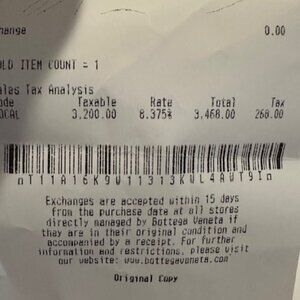 hange 0.00
OLD ITEM COUNT = 1
ales Tax Analysis
ode Taxable Rate Total Tax
OCAL 3,200.00 8.375% 3,468.00 268.00
Exchanges are accepted within 15 days
from the purchase date at all stores
directly managed by Bottega Veneta if
they are in their original condition and
accompanied by a receipt. For further
information and restrictions, please visit
our website: www.bottegaveneta.com
Original Copy